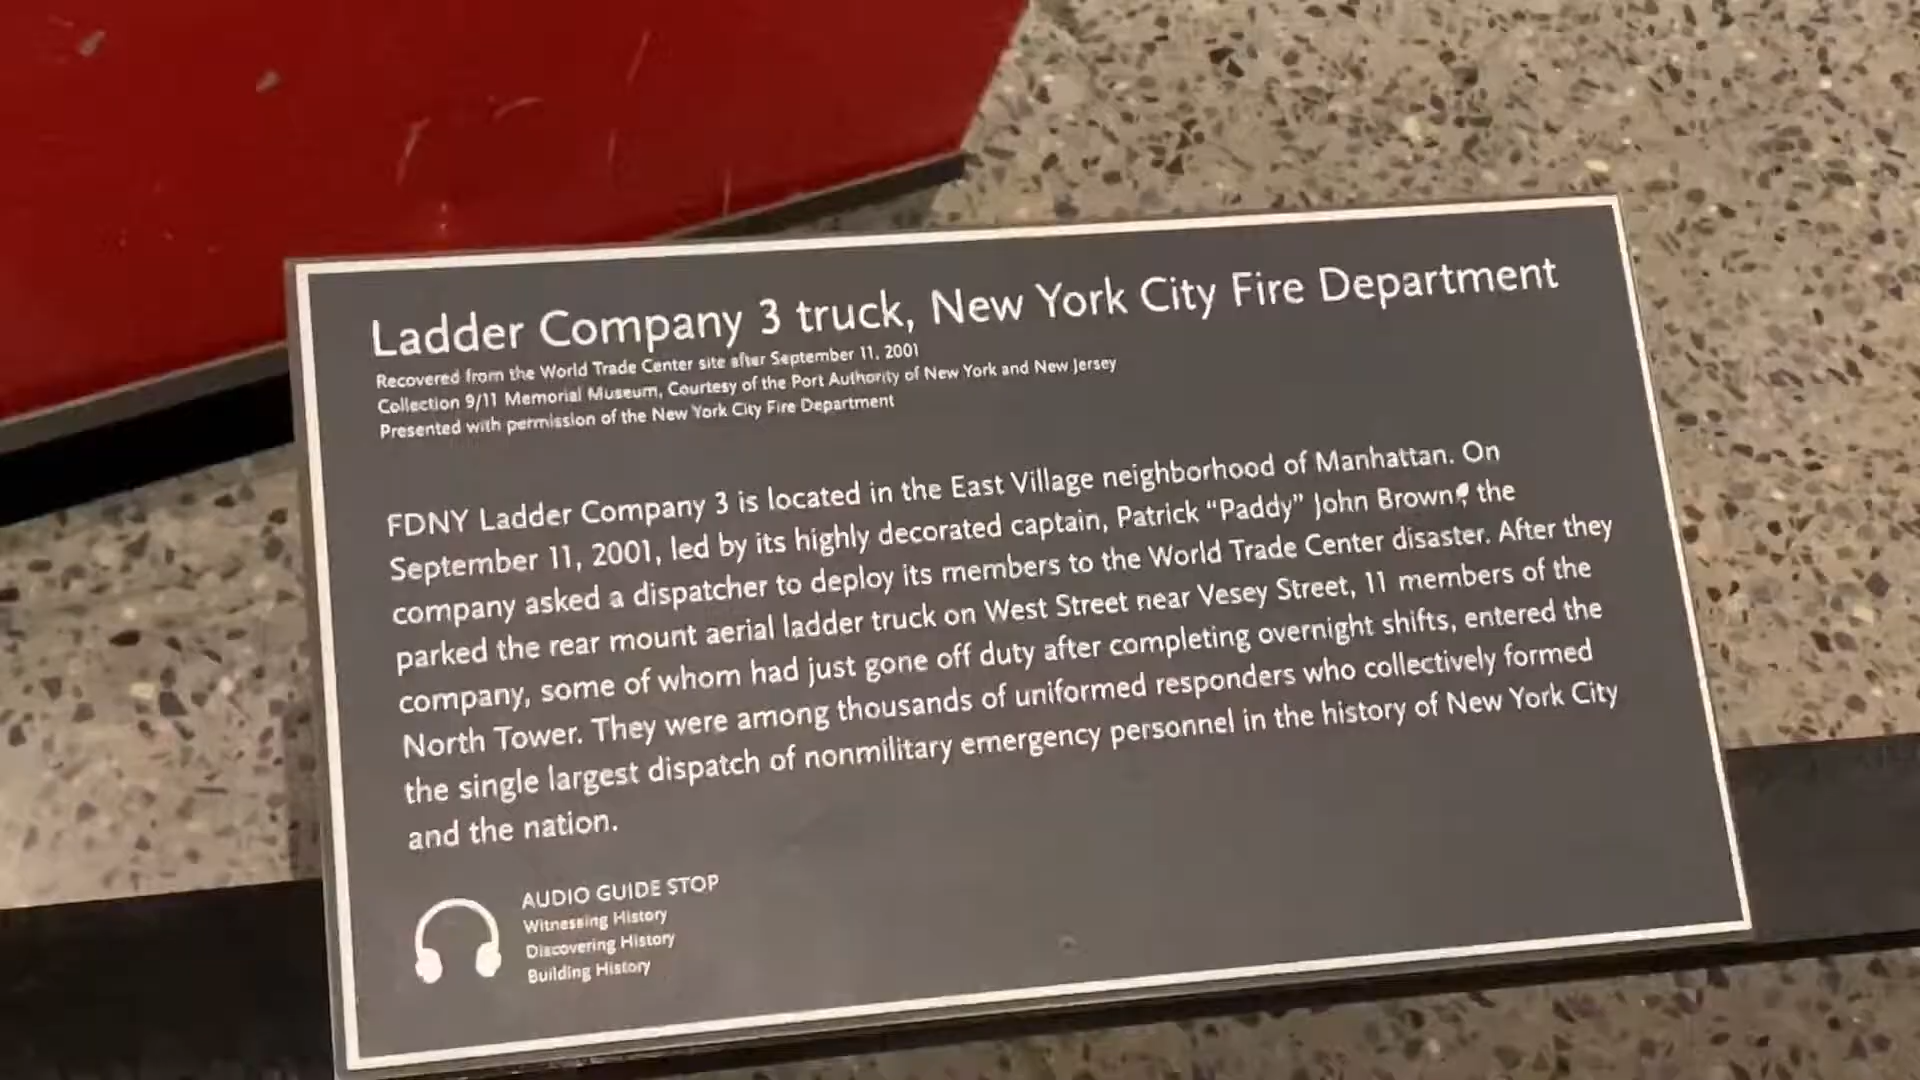 Ladder Company 3 truck, New York City Fire Department
Recovered from the World Trade Center site after September 11, 2001
Collection 9/11 Memorial Museum, Courtesy of the Port Authority of New York and New Jersey
Presented with permission of the New York City Fire Department
FDNY Ladder Company 3 is located in the East Village neighborhood of Manhattan. On
September 11, 2001, led by its highly decorated captain, Patrick “Paddy” John Brown, the
company asked a dispatcher to deploy its members to the World Trade Center disaster. After they
parked the rear mount aerial ladder truck on West Street near Vesey Street, 11 members of the
company, some of whom had just gone off duty after completing overnight shifts, entered the
North Tower. They were among thousands of uniformed responders who collectively formed
the single largest dispatch of nonmilitary emergency personnel in the history of New York City
and the nation.
AUDIO GUIDE STOP
Witnessing History
Discovering History
Building History